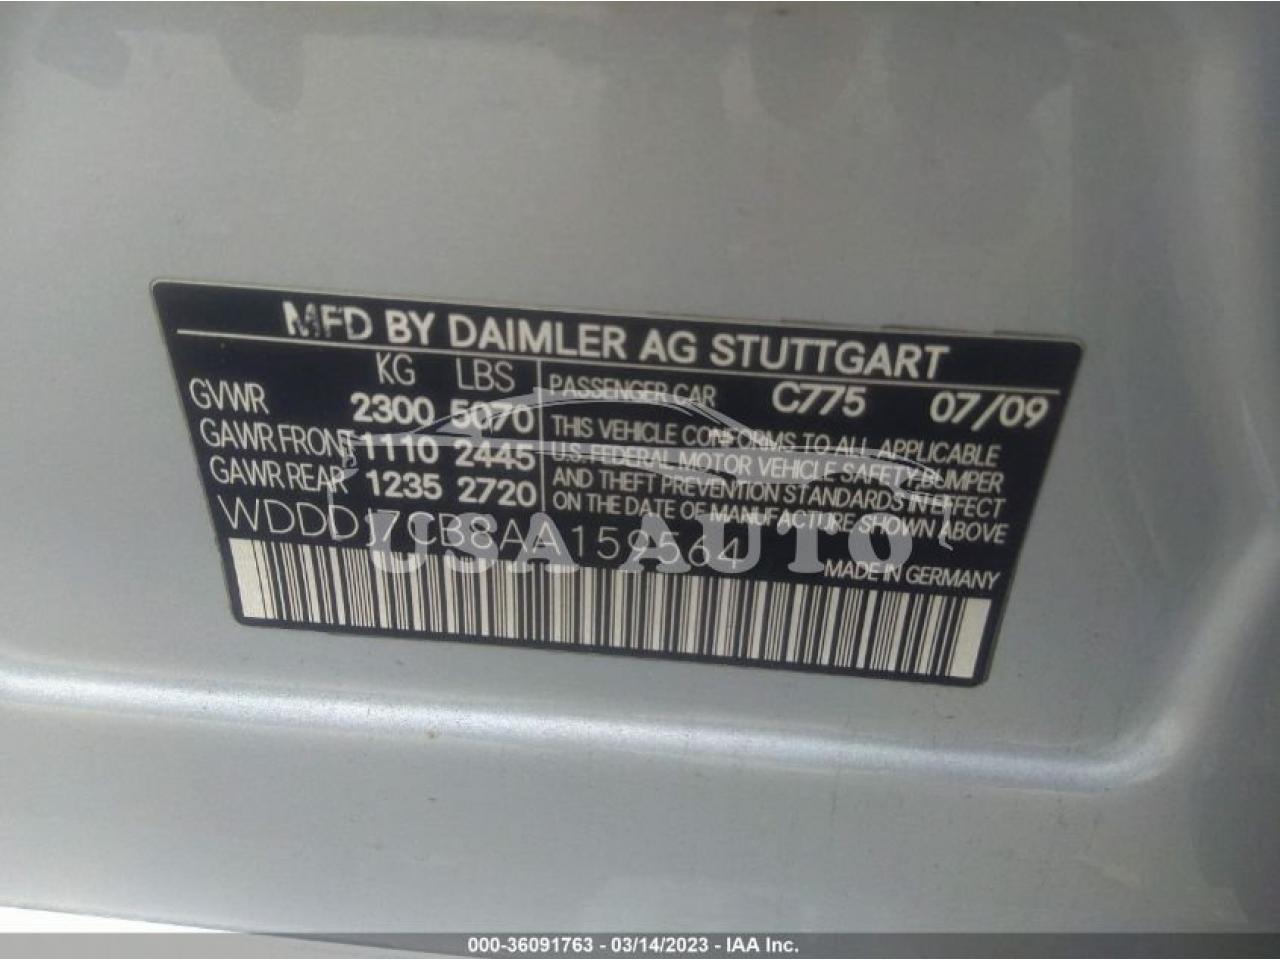 MFD BY DAIMLER AG STUTTGART
KG LBS
GVWR 2300 5070
GAWR FRONT 1110 2445
GAWR REAR 1235 2720
PASSENGER CAR C775 07/09
THIS VEHICLE CONFORMS TO ALL APPLICABLE
U.S. FEDERAL MOTOR VEHICLE SAFETY BUMPER
AND THEFT PREVENTION STANDARDS IN EFFECT
ON THE DATE OF MANUFACTURE SHOWN ABOVE
WDDDJ7CB8AA159564
MADE IN GERMANY
USA AUTO
000-36091763 - 03/14/2023 - IAA Inc.